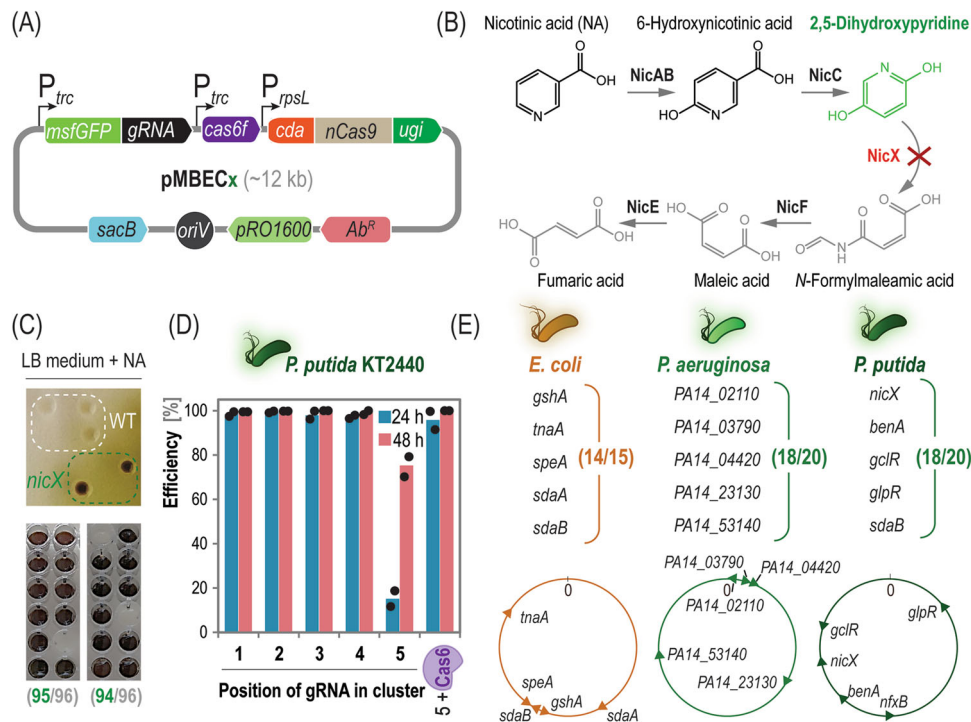 (A)
P trc
P trc
P rpsL
msfGFP gRNA cas6f cda nCas9 ugi
pMBECx (~12 kb)
sacB oriV pRO1600 Ab^R
(B)
Nicotinic acid (NA) 6-Hydroxynicotinic acid 2,5-Dihydroxypyridine
NicAB NicC
O OH N
O OH HO N
N OH HO
NicX
NicE NicF
O HO OH O
O HO O OH
O N H O O OH
Fumaric acid Maleic acid N-Formylmaleamic acid
(C)
LB medium + NA
WT
nicX
(95/96) (94/96)
(D)
P. putida KT2440
Efficiency [%]
100
80
60
40
20
0
24 h
48 h
1 2 3 4 5 5 + Cas6
Position of gRNA in cluster
(E)
E. coli P. aeruginosa P. putida
gshA PA14_02110 nicX
tnaA PA14_03790 benA
speA (14/15) PA14_04420 (18/20) gclR (18/20)
sdaA PA14_23130 glpR
sdaB PA14_53140 sdaB
0
tnaA
speA
sdaB gshA sdaA
PA14_03790
0 PA14_04420
PA14_02110
PA14_53140
PA14_23130
0
glpR
gclR
nicX
benA nfxB